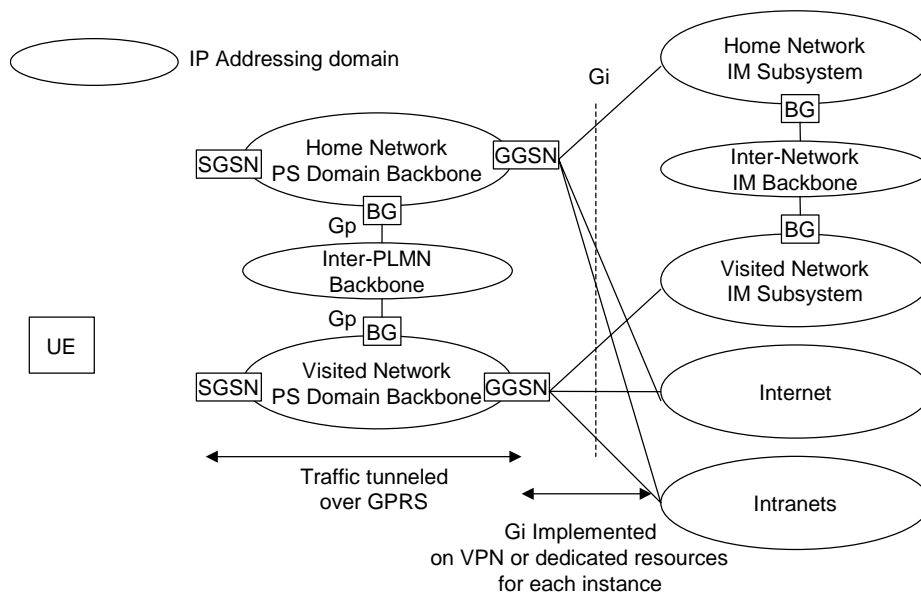 IP Addressing domain
Home Network
IM Subsystem
Gi
BG
SGSN
Home Network
PS Domain Backbone
GGSN
Inter-Network
IM Backbone
BG
Gp
BG
Inter-PLMN
Backbone
Visited Network
IM Subsystem
Gp
BG
UE
SGSN
Visited Network
PS Domain Backbone
GGSN
Internet
Traffic tunneled
over GPRS
Intranets
Gi Implemented
on VPN or dedicated resources
for each instance